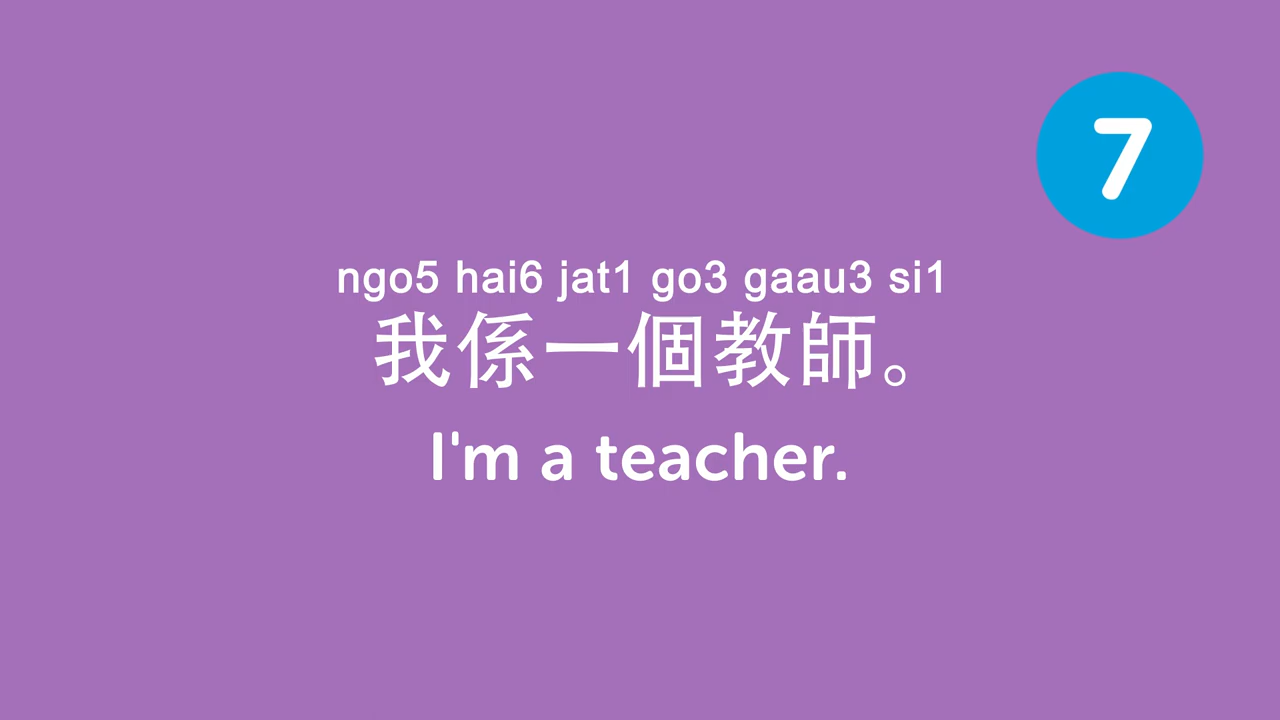 7
ngo5 hai6 jat1 go3 gaau3 si1
我係一個教師。
I'm a teacher.